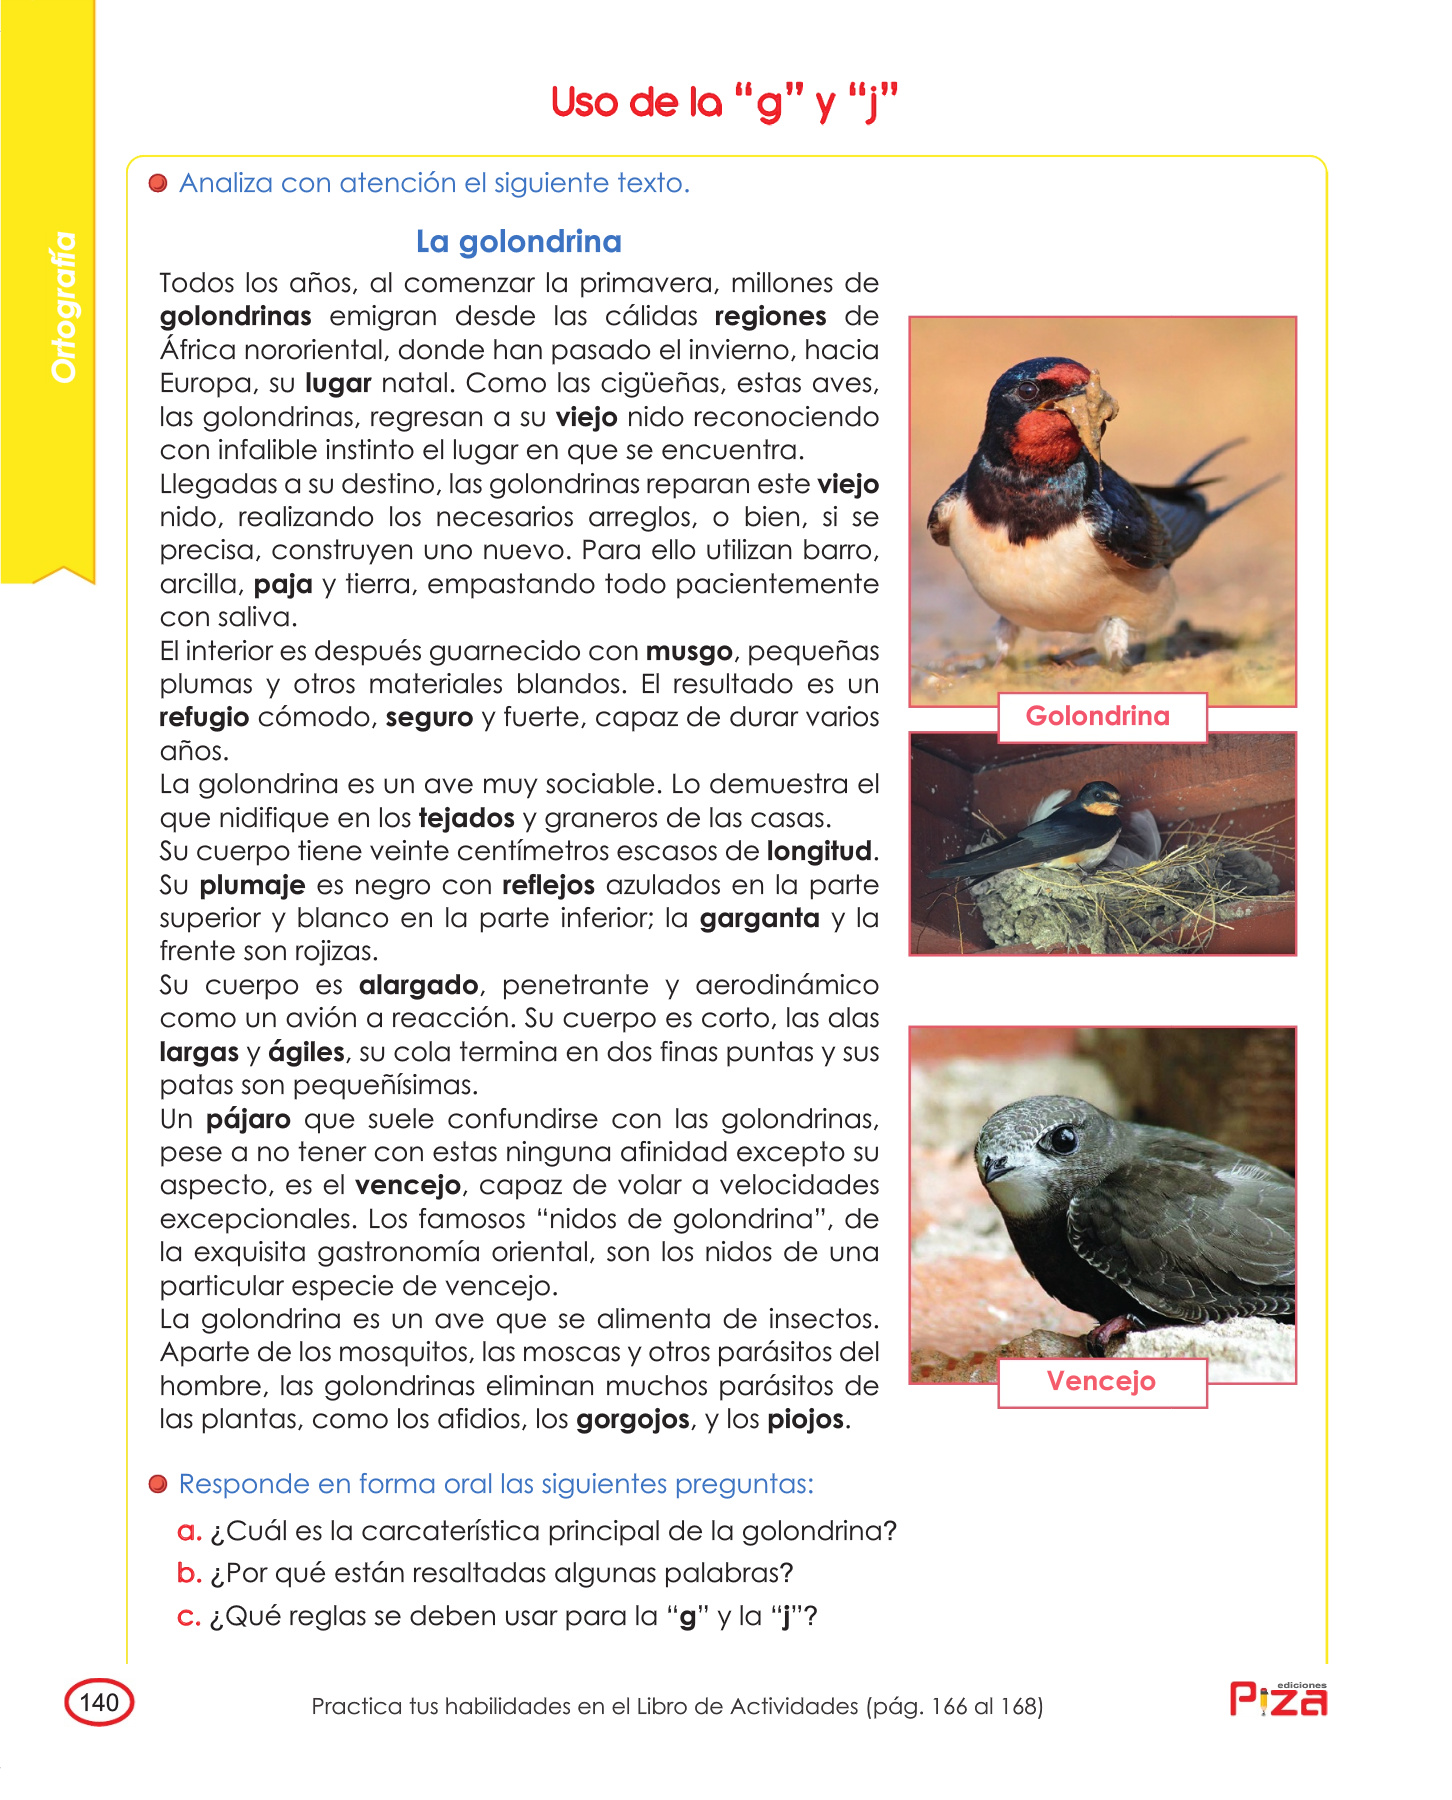 Ortografía
Uso de la “g” y “j”
Analiza con atención el siguiente texto.
La golondrina
Todos los años, al comenzar la primavera, millones de
golondrinas emigran desde las cálidas regiones de
África nororiental, donde han pasado el invierno, hacia
Europa, su lugar natal. Como las cigüeñas, estas aves,
las golondrinas, regresan a su viejo nido reconociendo
con infalible instinto el lugar en que se encuentra.
Llegadas a su destino, las golondrinas reparan este viejo
nido, realizando los necesarios arreglos, o bien, si se
precisa, construyen uno nuevo. Para ello utilizan barro,
arcilla, paja y tierra, empastando todo pacientemente
con saliva.
El interior es después guarnecido con musgo, pequeñas
plumas y otros materiales blandos. El resultado es un
refugio cómodo, seguro y fuerte, capaz de durar varios
años.
La golondrina es un ave muy sociable. Lo demuestra el
que nidifique en los tejados y graneros de las casas.
Su cuerpo tiene veinte centímetros escasos de longitud.
Su plumaje es negro con reflejos azulados en la parte
superior y blanco en la parte inferior; la garganta y la
frente son rojizas.
Su cuerpo es alargado, penetrante y aerodinámico
como un avión a reacción. Su cuerpo es corto, las alas
largas y ágiles, su cola termina en dos finas puntas y sus
patas son pequeñísimas.
Un pájaro que suele confundirse con las golondrinas,
pese a no tener con estas ninguna afinidad excepto su
aspecto, es el vencejo, capaz de volar a velocidades
excepcionales. Los famosos “nidos de golondrina”, de
la exquisita gastronomía oriental, son los nidos de una
particular especie de vencejo.
La golondrina es un ave que se alimenta de insectos.
Aparte de los mosquitos, las moscas y otros parásitos del
hombre, las golondrinas eliminan muchos parásitos de
las plantas, como los afidios, los gorgojos, y los piojos.
Golondrina
Vencejo
Responde en forma oral las siguientes preguntas:
a. ¿Cuál es la carcaterística principal de la golondrina?
b. ¿Por qué están resaltadas algunas palabras?
c. ¿Qué reglas se deben usar para la “g” y la “j”?
140
Practica tus habilidades en el Libro de Actividades (pág. 166 al 168)
ediciones
Piza